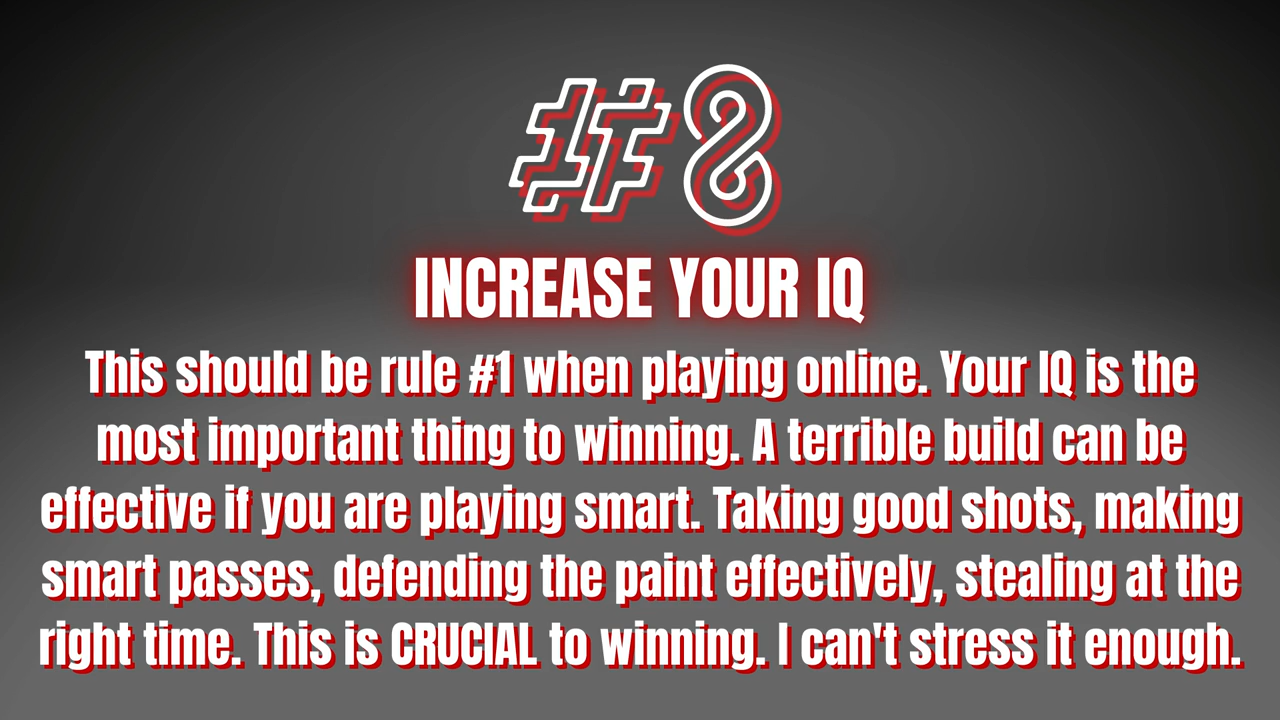 #8
INCREASE YOUR IQ
This should be rule #1 when playing online. Your IQ is the
most important thing to winning. A terrible build can be
effective if you are playing smart. Taking good shots, making
smart passes, defending the paint effectively, stealing at the
right time. This is CRUCIAL to winning. I can't stress it enough.